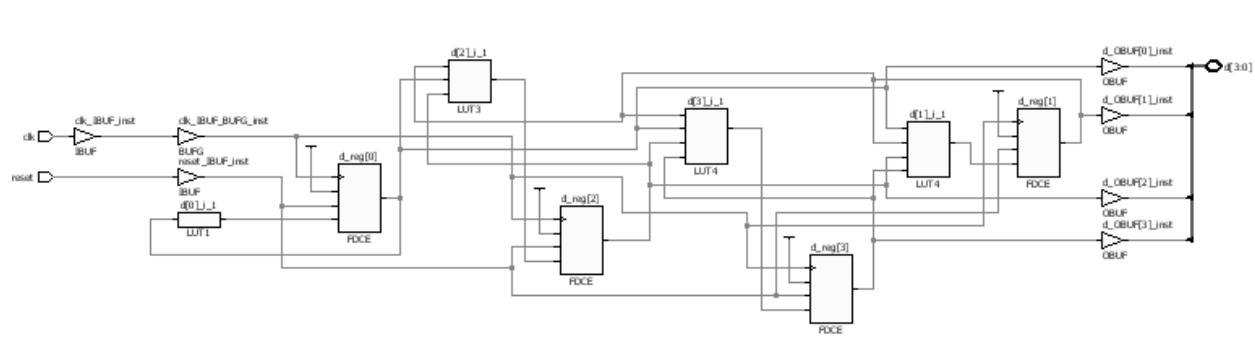 d_OBUF[0]_inst
OBUF
d[3:0]
d[2]_i_1
LUT3
d[3]_i_1
LUT4
d_reg[1]
FDCE
d_OBUF[1]_inst
OBUF
d[1]_i_1
LUT4
clk
clk_IBUF_inst
IBUF
clk_IBUF_BUFG_inst
BUFG
reset
reset_IBUF_inst
IBUF
d_reg[0]
FDCE
d[0]_i_1
LUT1
d_reg[2]
FDCE
d_OBUF[2]_inst
OBUF
d_OBUF[3]_inst
OBUF
d_reg[3]
FDCE